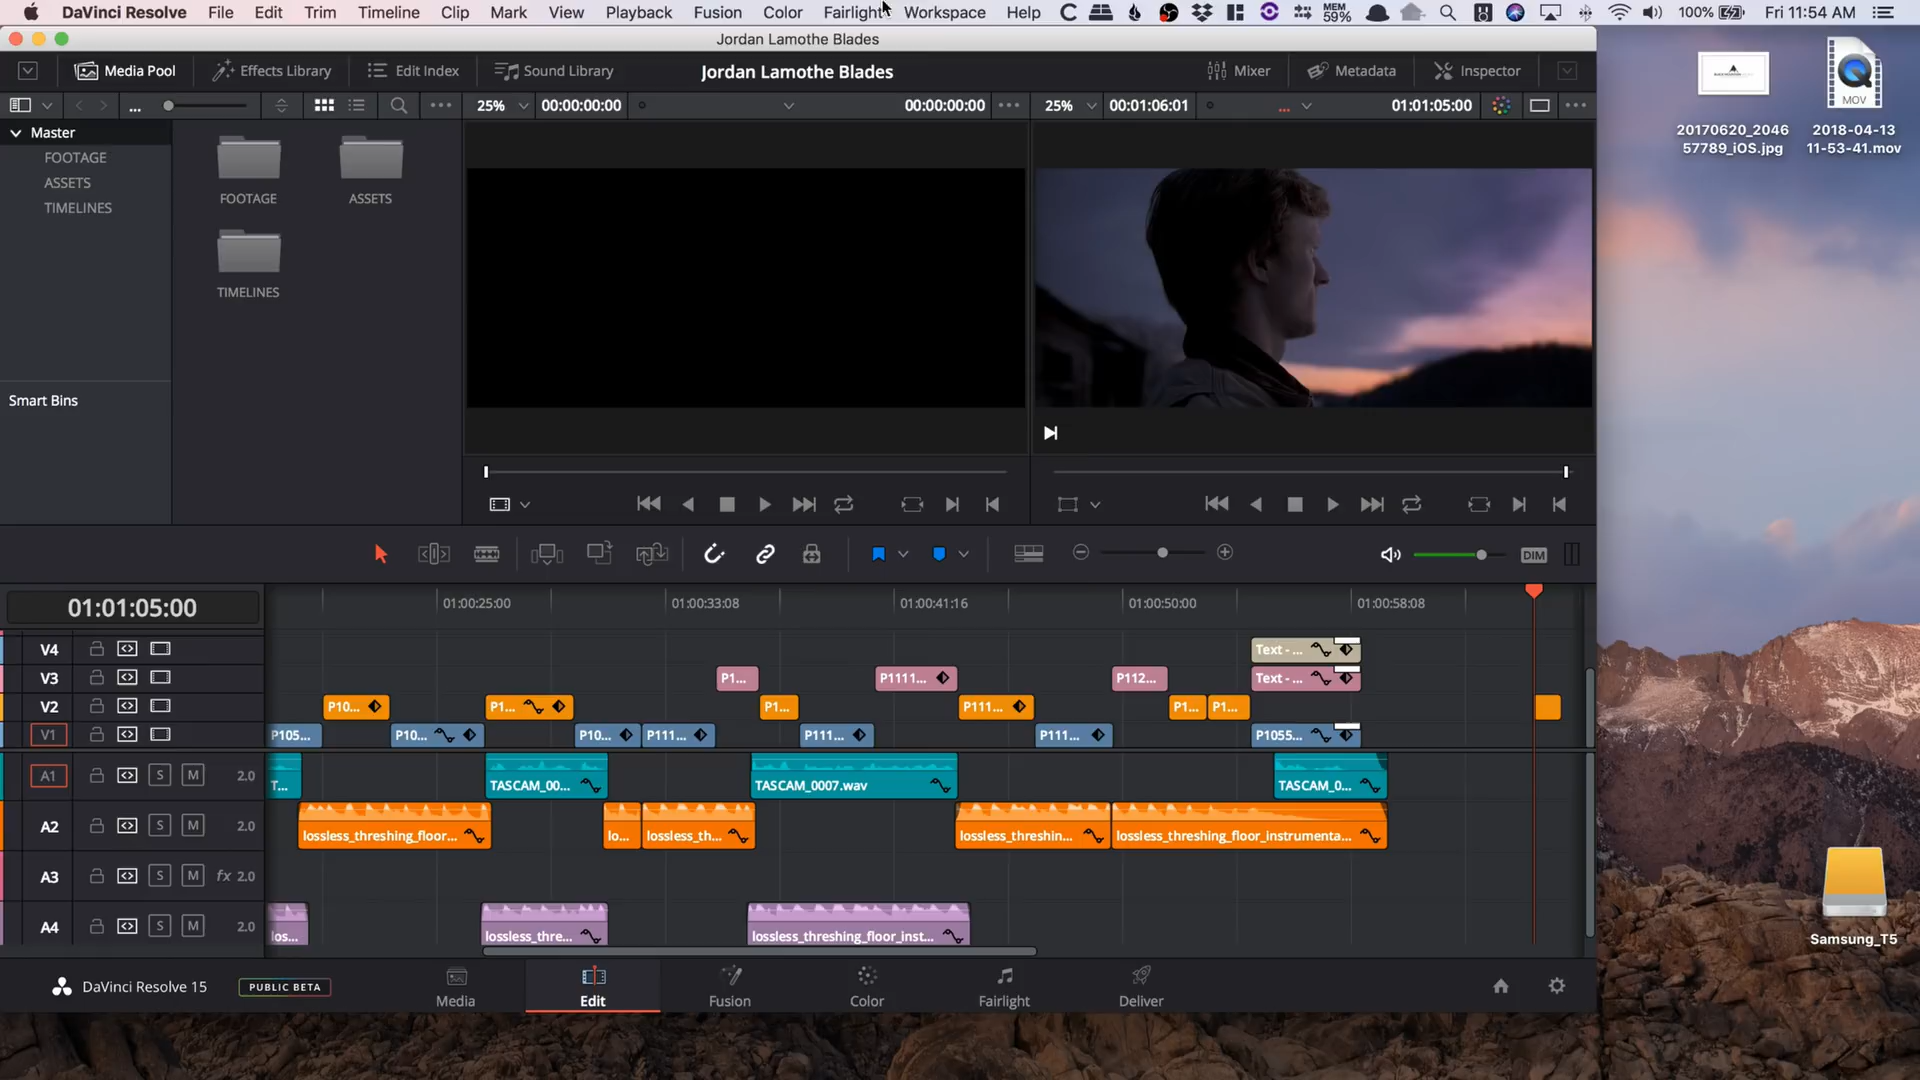 DaVinci Resolve File Edit Trim Timeline Clip Mark View Playback Fusion Color Fairlight Workspace Help MEM 59% 100% Fri 11:54 AM
Jordan Lamothe Blades
Media Pool Effects Library Edit Index Sound Library Jordan Lamothe Blades Mixer Metadata Inspector
... 25% 00:00:00:00 00:00:00:00 25% 00:01:06:01 ... 01:01:05:00
Master
FOOTAGE
ASSETS
TIMELINES
FOOTAGE ASSETS
TIMELINES
Smart Bins
MOV
20170620_2046
57789_iOS.jpg
2018-04-13
11-53-41.mov
DIM
01:01:05:00 01:00:25:00 01:00:33:08 01:00:41:16 01:00:50:00 01:00:58:08
V4 Text - ...
V3 P1... P1111... P112... Text - ...
V2 P10... P1... P1... P111... P1... P1...
V1 P105... P10... P10... P111... P111... P111... P1055...
A1 S M 2.0 T... TASCAM_00... TASCAM_0007.wav TASCAM_0...
A2 S M 2.0 lossless_threshing_floor... lo... lossless_th... lossless_threshin... lossless_threshing_floor_instrumenta...
A3 S M fx 2.0
A4 S M 2.0 los... lossless_thre... lossless_threshing_floor_inst...
Samsung_T5
DaVinci Resolve 15 PUBLIC BETA Media Edit Fusion Color Fairlight Deliver